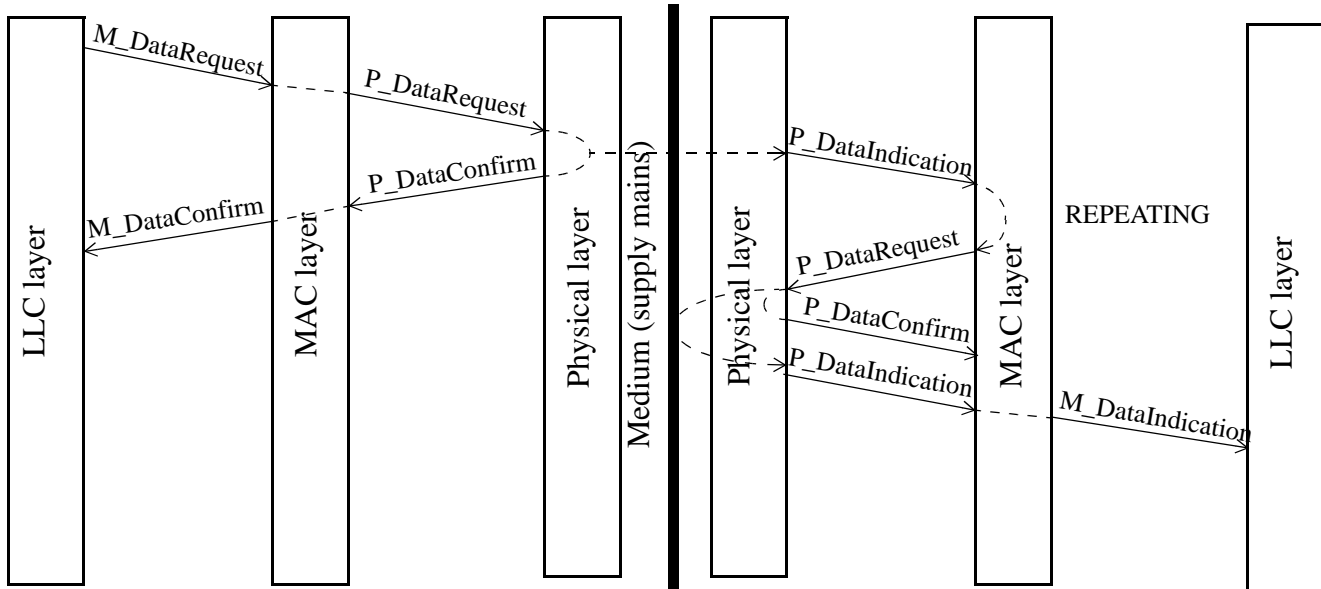 M_DataRequest
P_DataRequest
P_DataConfirm
M_DataConfirm
LLC layer
MAC layer
Physical layer
Medium (supply mains)
P_DataIndication
REPEATING
P_DataRequest
P_DataConfirm
P_DataIndication
M_DataIndication
Physical layer
MAC layer
LLC layer